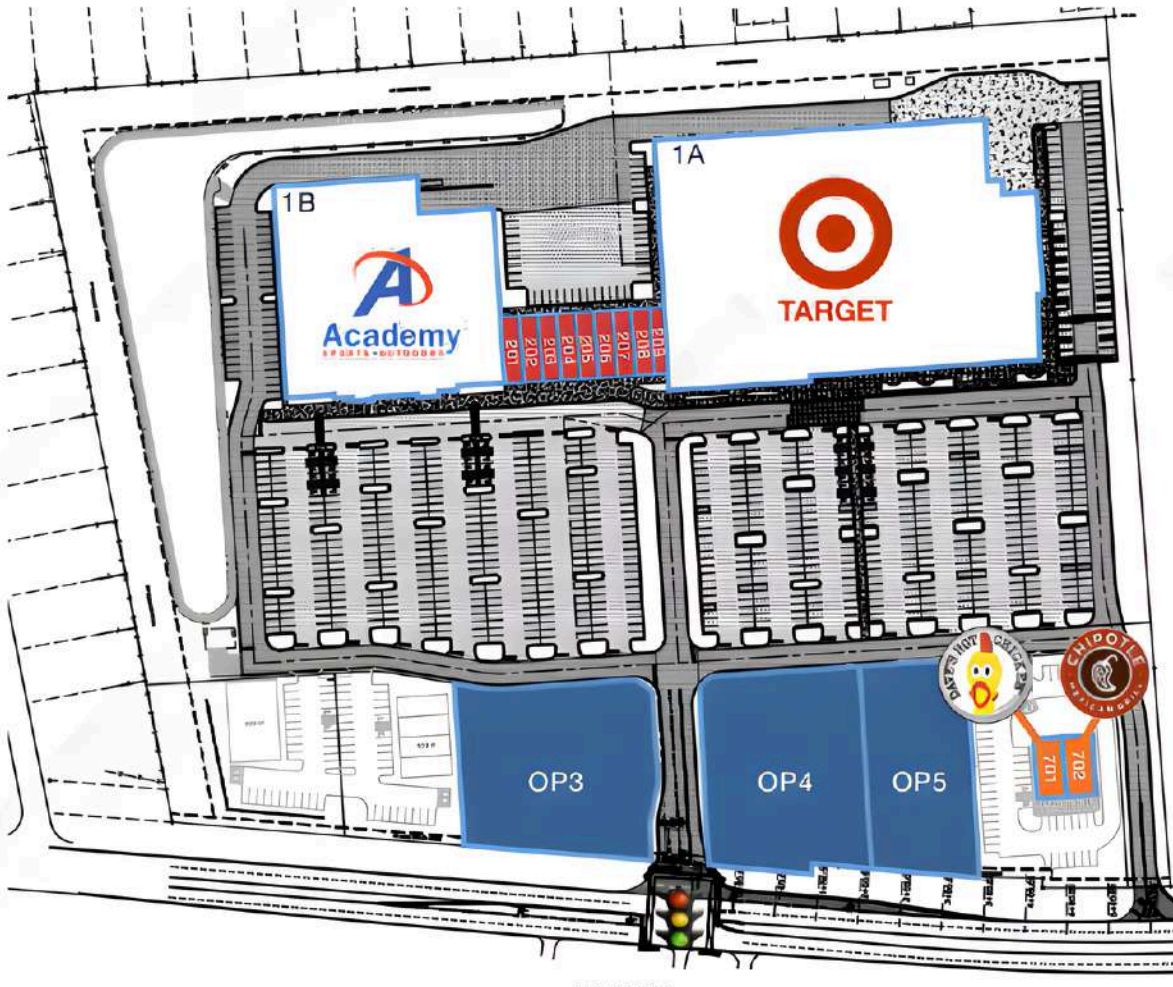 1A
1B
TARGET
Academy
SPORTS + OUTDOORS
201
202
203
204
205
206
207
208
209
DAVE'S HOT CHICKEN
CHIPOTLE
MEXICAN GRILL
701
702
OP3
OP4
OP5